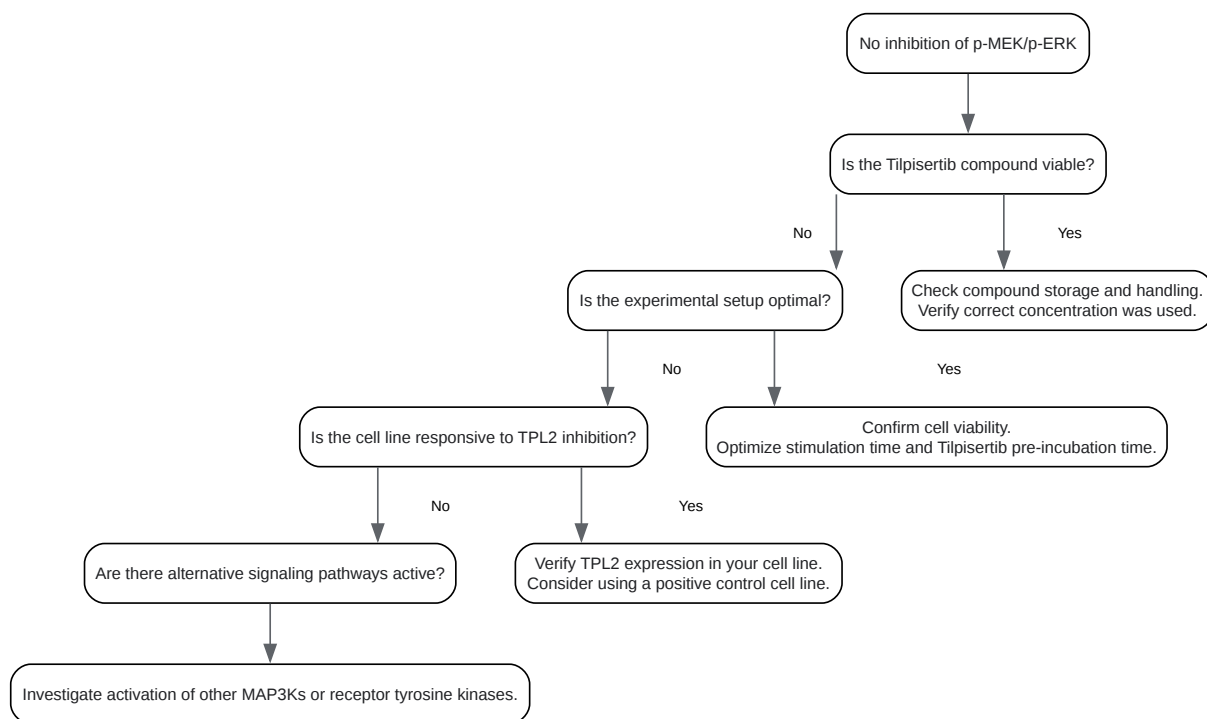 No inhibition of p-MEK/p-ERK
Is the Tilpisertib compound viable?
No
Yes
Is the experimental setup optimal?
Check compound storage and handling.
Verify correct concentration was used.
No
Yes
Is the cell line responsive to TPL2 inhibition?
Confirm cell viability.
Optimize stimulation time and Tilpisertib pre-incubation time.
No
Yes
Are there alternative signaling pathways active?
Verify TPL2 expression in your cell line.
Consider using a positive control cell line.
Investigate activation of other MAP3Ks or receptor tyrosine kinases.